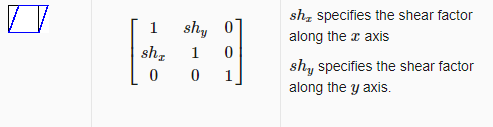 1 sh_y 0
sh_x 1 0
0 0 1
sh_x specifies the shear factor
along the x axis
sh_y specifies the shear factor
along the y axis.